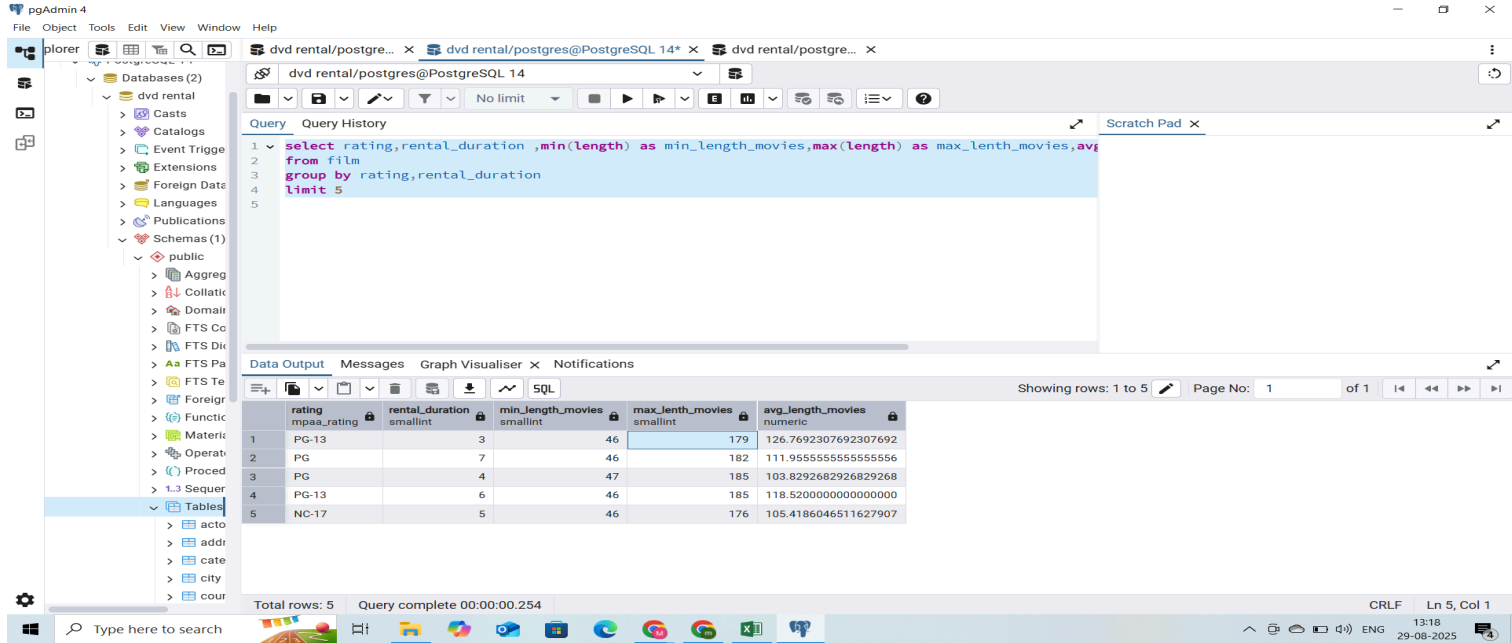 pgAdmin 4
File Object Tools Edit View Window Help
plorer
dvd rental/postgre... dvd rental/postgres@PostgreSQL 14* dvd rental/postgre...
dvd rental/postgres@PostgreSQL 14
No limit
Query Query History
Scratch Pad
1 select rating,rental_duration ,min(length) as min_length_movies,max(length) as max_lenth_movies,avg
2 from film
3 group by rating,rental_duration
4 limit 5
5
Databases (2)
dvd rental
Casts
Catalogs
Event Trigge
Extensions
Foreign Data
Languages
Publications
Schemas (1)
public
Aggreg
Collatic
Domair
FTS Co
FTS Dic
FTS Pa
FTS Te
Foreigr
Functic
Materia
Operat
Proced
1..3 Sequer
Tables
acto
addr
cate
city
cour
Data Output Messages Graph Visualiser Notifications
SQL
Showing rows: 1 to 5 Page No: 1 of 1
rating mpaa_rating rental_duration smallint min_length_movies smallint max_lenth_movies smallint avg_length_movies numeric
1 PG-13 3 46 179 126.7692307692307692
2 PG 7 46 182 111.9555555555555556
3 PG 4 47 185 103.8292682926829268
4 PG-13 6 46 185 118.5200000000000000
5 NC-17 5 46 176 105.4186046511627907
Total rows: 5 Query complete 00:00:00.254
CRLF Ln 5, Col 1
Type here to search
ENG
13:18
29-08-2025